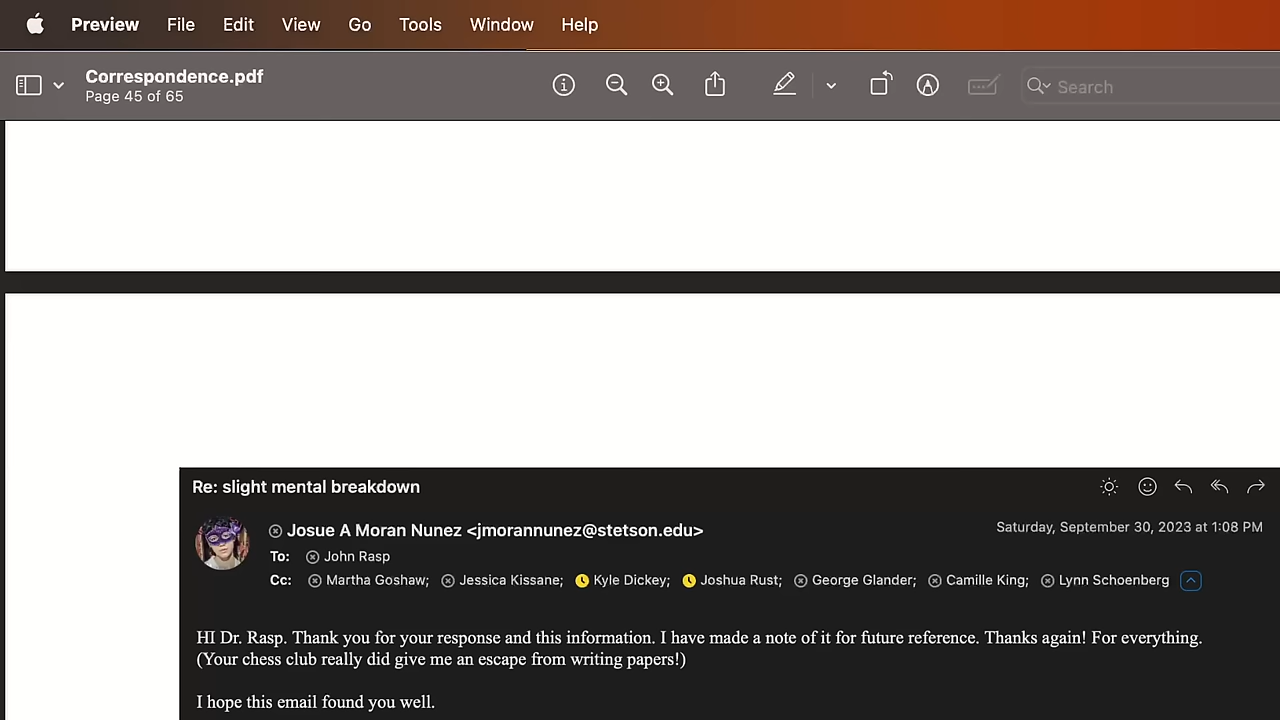 Preview File Edit View Go Tools Window Help
Correspondence.pdf
Page 45 of 65
Search
Re: slight mental breakdown
Josue A Moran Nunez <jmorannunez@stetson.edu>
Saturday, September 30, 2023 at 1:08 PM
To: John Rasp
Cc: Martha Goshaw; Jessica Kissane; Kyle Dickey; Joshua Rust; George Glander; Camille King; Lynn Schoenberg
HI Dr. Rasp. Thank you for your response and this information. I have made a note of it for future reference. Thanks again! For everything.
(Your chess club really did give me an escape from writing papers!)
I hope this email found you well.